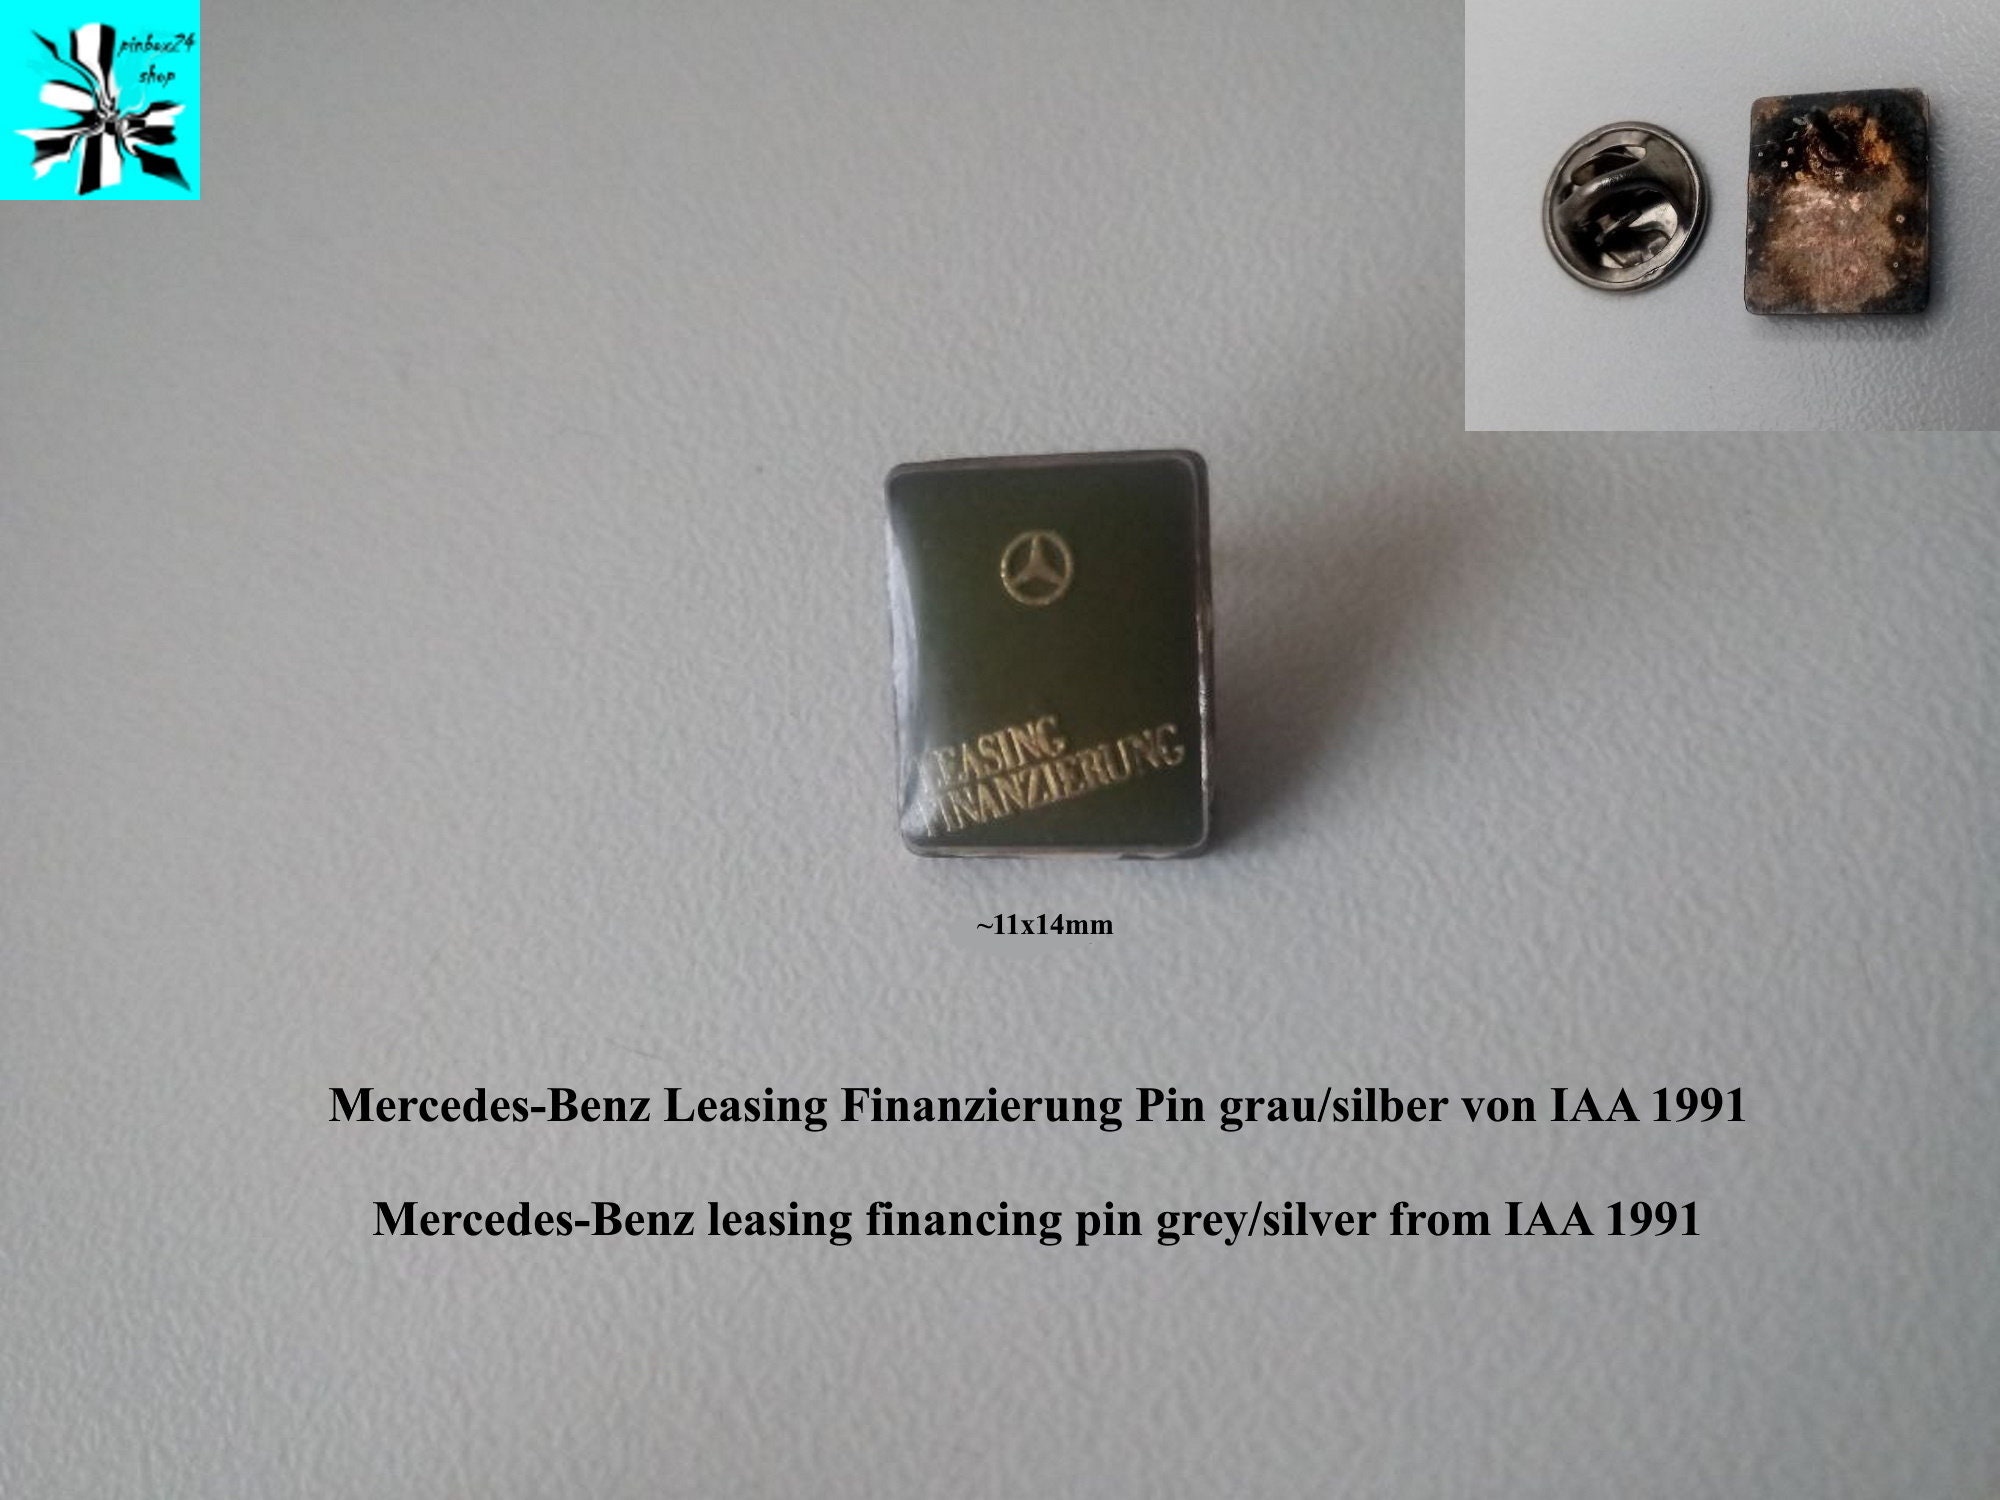 pinbox24
shop
LEASING
FINANZIERUNG
~11x14mm
Mercedes-Benz Leasing Finanzierung Pin grau/silber von IAA 1991
Mercedes-Benz leasing financing pin grey/silver from IAA 1991